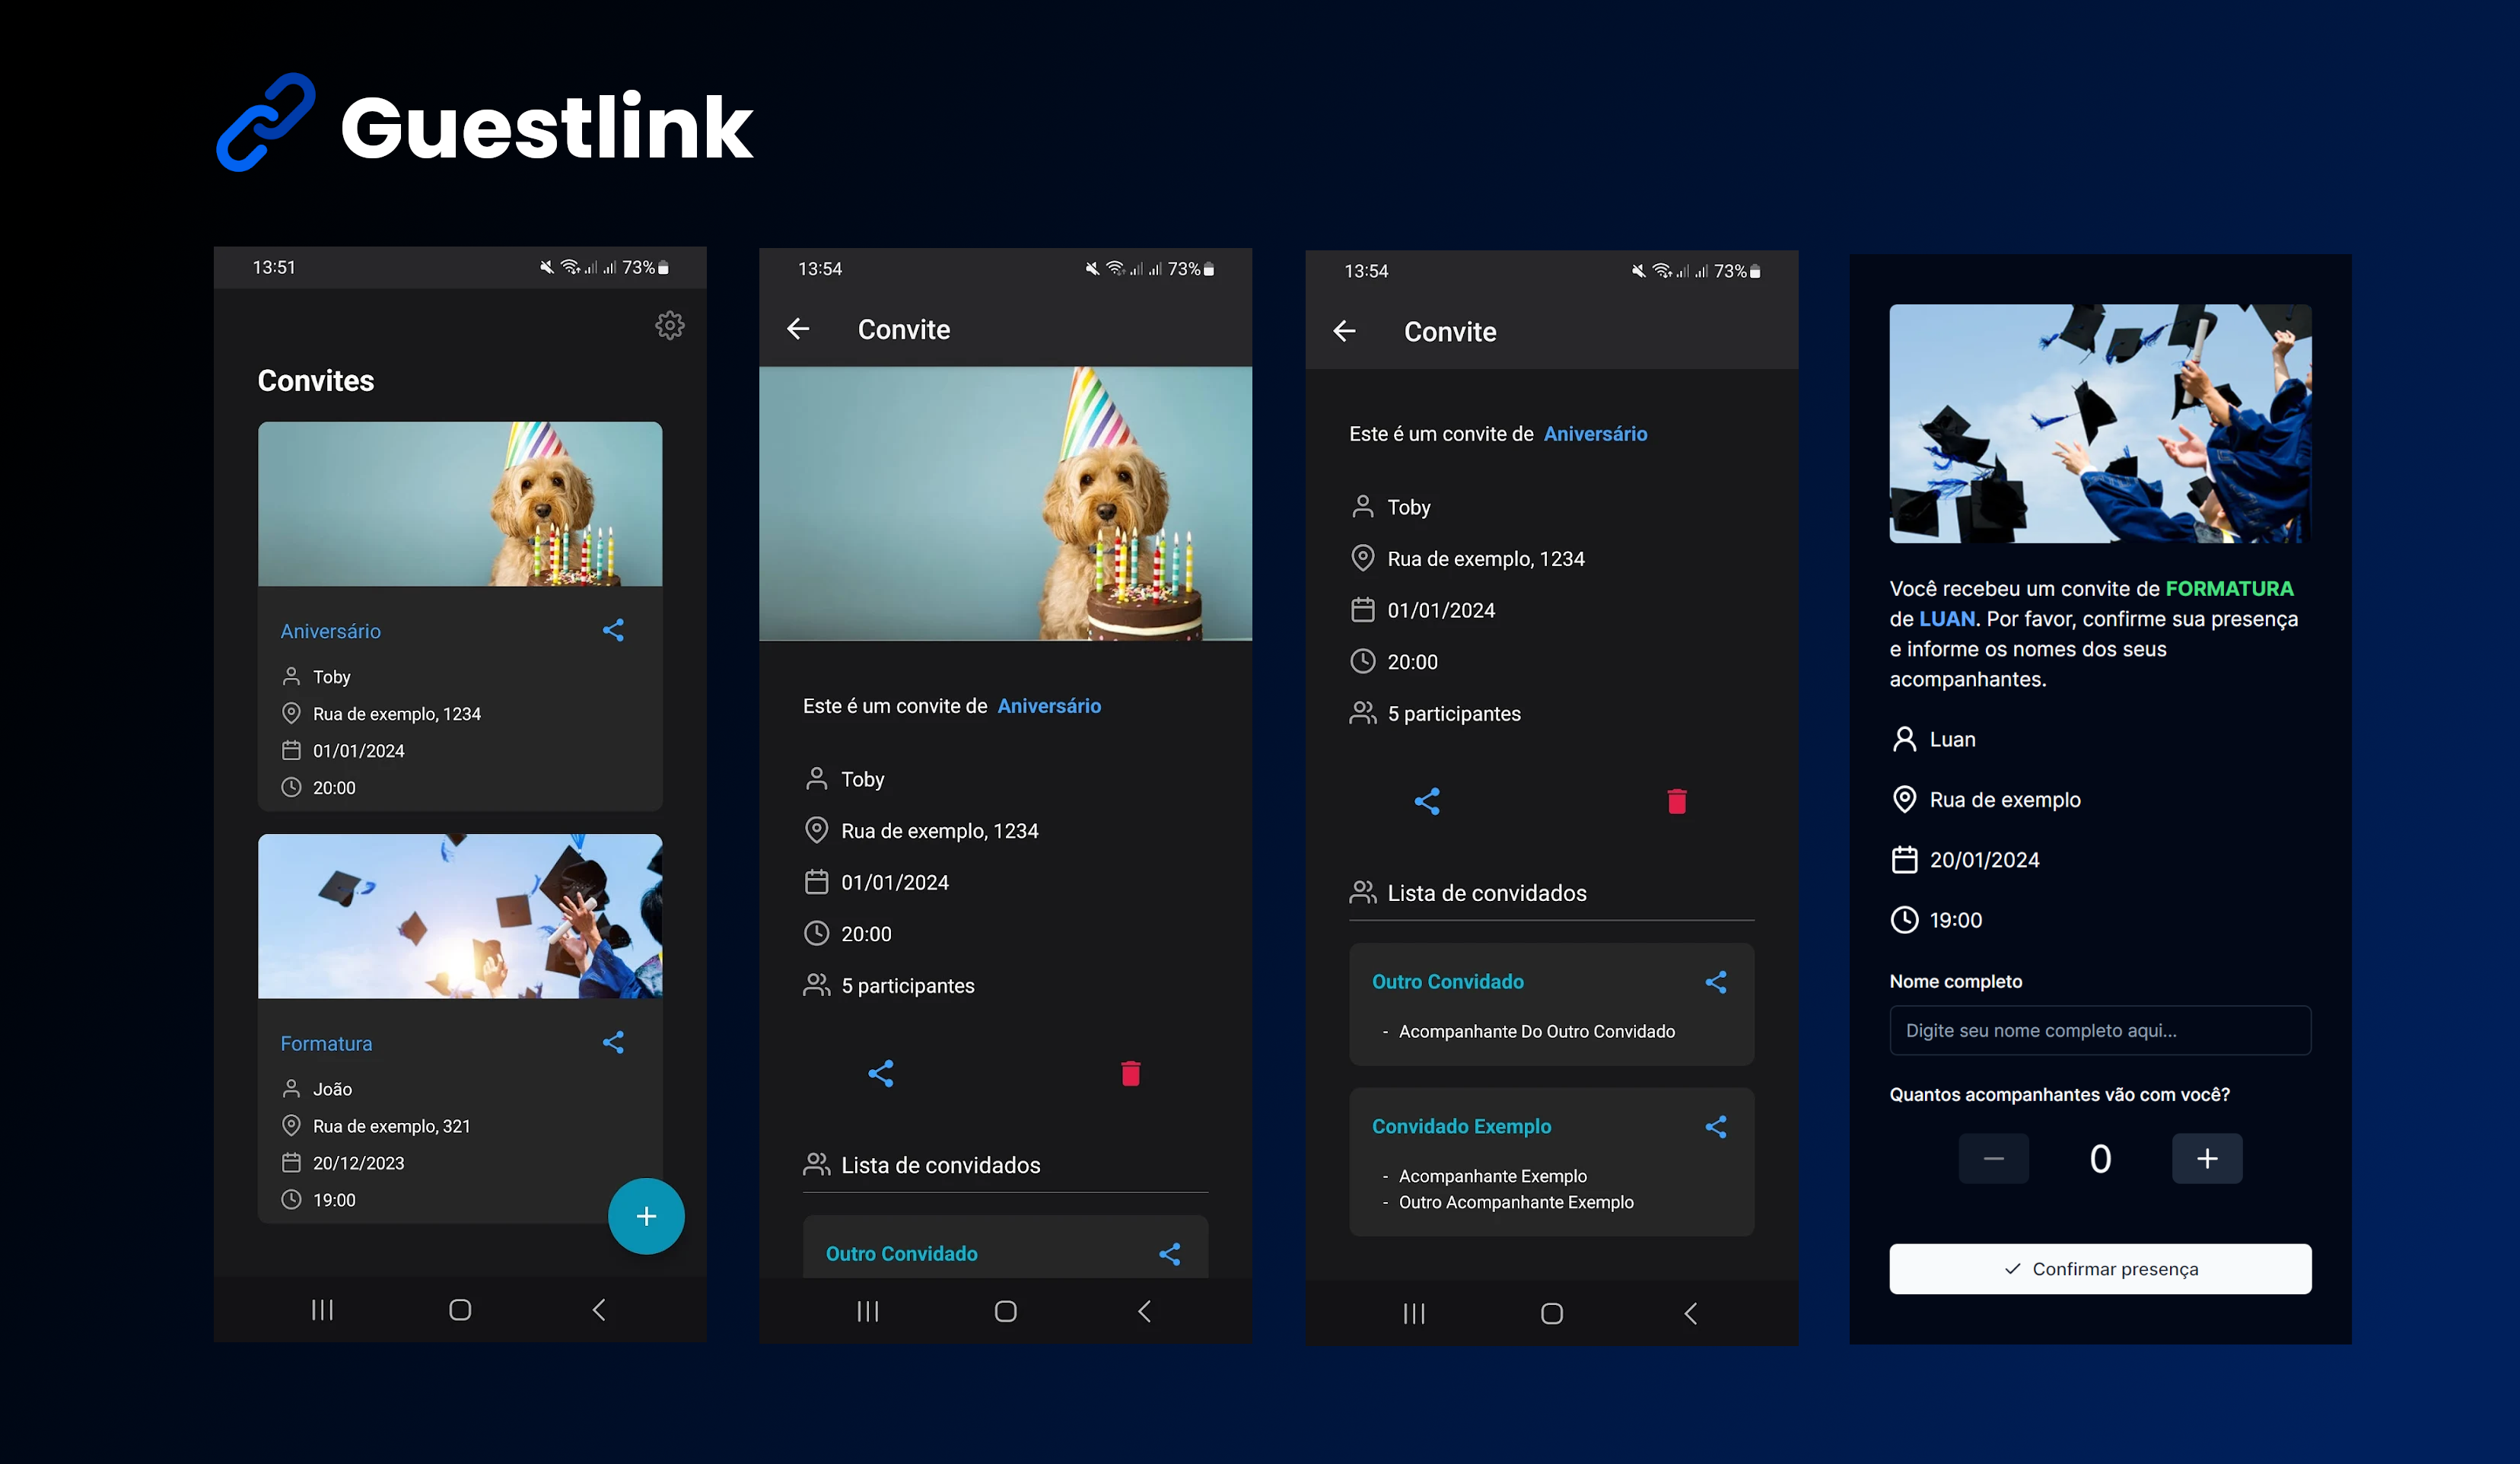 Guestlink
13:51
73%
Convites
Aniversário
Toby
Rua de exemplo, 1234
01/01/2024
20:00
Formatura
João
Rua de exemplo, 321
20/12/2023
19:00
+
13:54
73%
Convite
Este é um convite de Aniversário
Toby
Rua de exemplo, 1234
01/01/2024
20:00
5 participantes
Lista de convidados
Outro Convidado
13:54
73%
Convite
Este é um convite de Aniversário
Toby
Rua de exemplo, 1234
01/01/2024
20:00
5 participantes
Lista de convidados
Outro Convidado
- Acompanhante Do Outro Convidado
Convidado Exemplo
- Acompanhante Exemplo
- Outro Acompanhante Exemplo
Você recebeu um convite de FORMATURA
de LUAN. Por favor, confirme sua presença
e informe os nomes dos seus
acompanhantes.
Luan
Rua de exemplo
20/01/2024
19:00
Nome completo
Digite seu nome completo aqui...
Quantos acompanhantes vão com você?
− 0 +
Confirmar presença